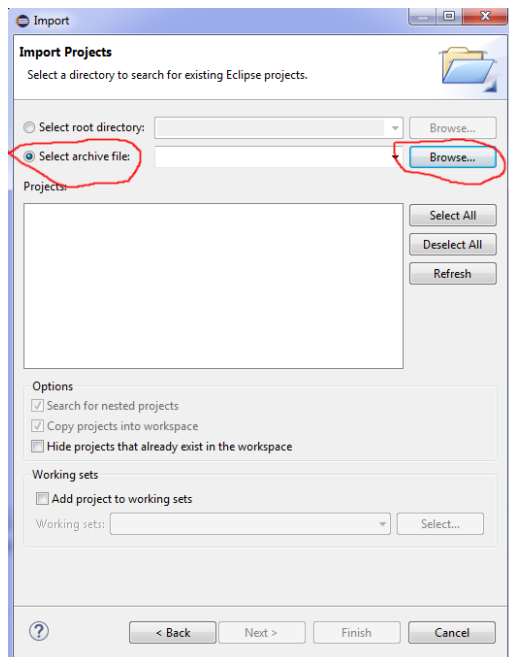 Import
Import Projects
Select a directory to search for existing Eclipse projects.
Select root directory: Browse...
Select archive file: Browse...
Projects:
Select All
Deselect All
Refresh
Options
Search for nested projects
Copy projects into workspace
Hide projects that already exist in the workspace
Working sets
Add project to working sets
Working sets: Select...
? < Back Next > Finish Cancel